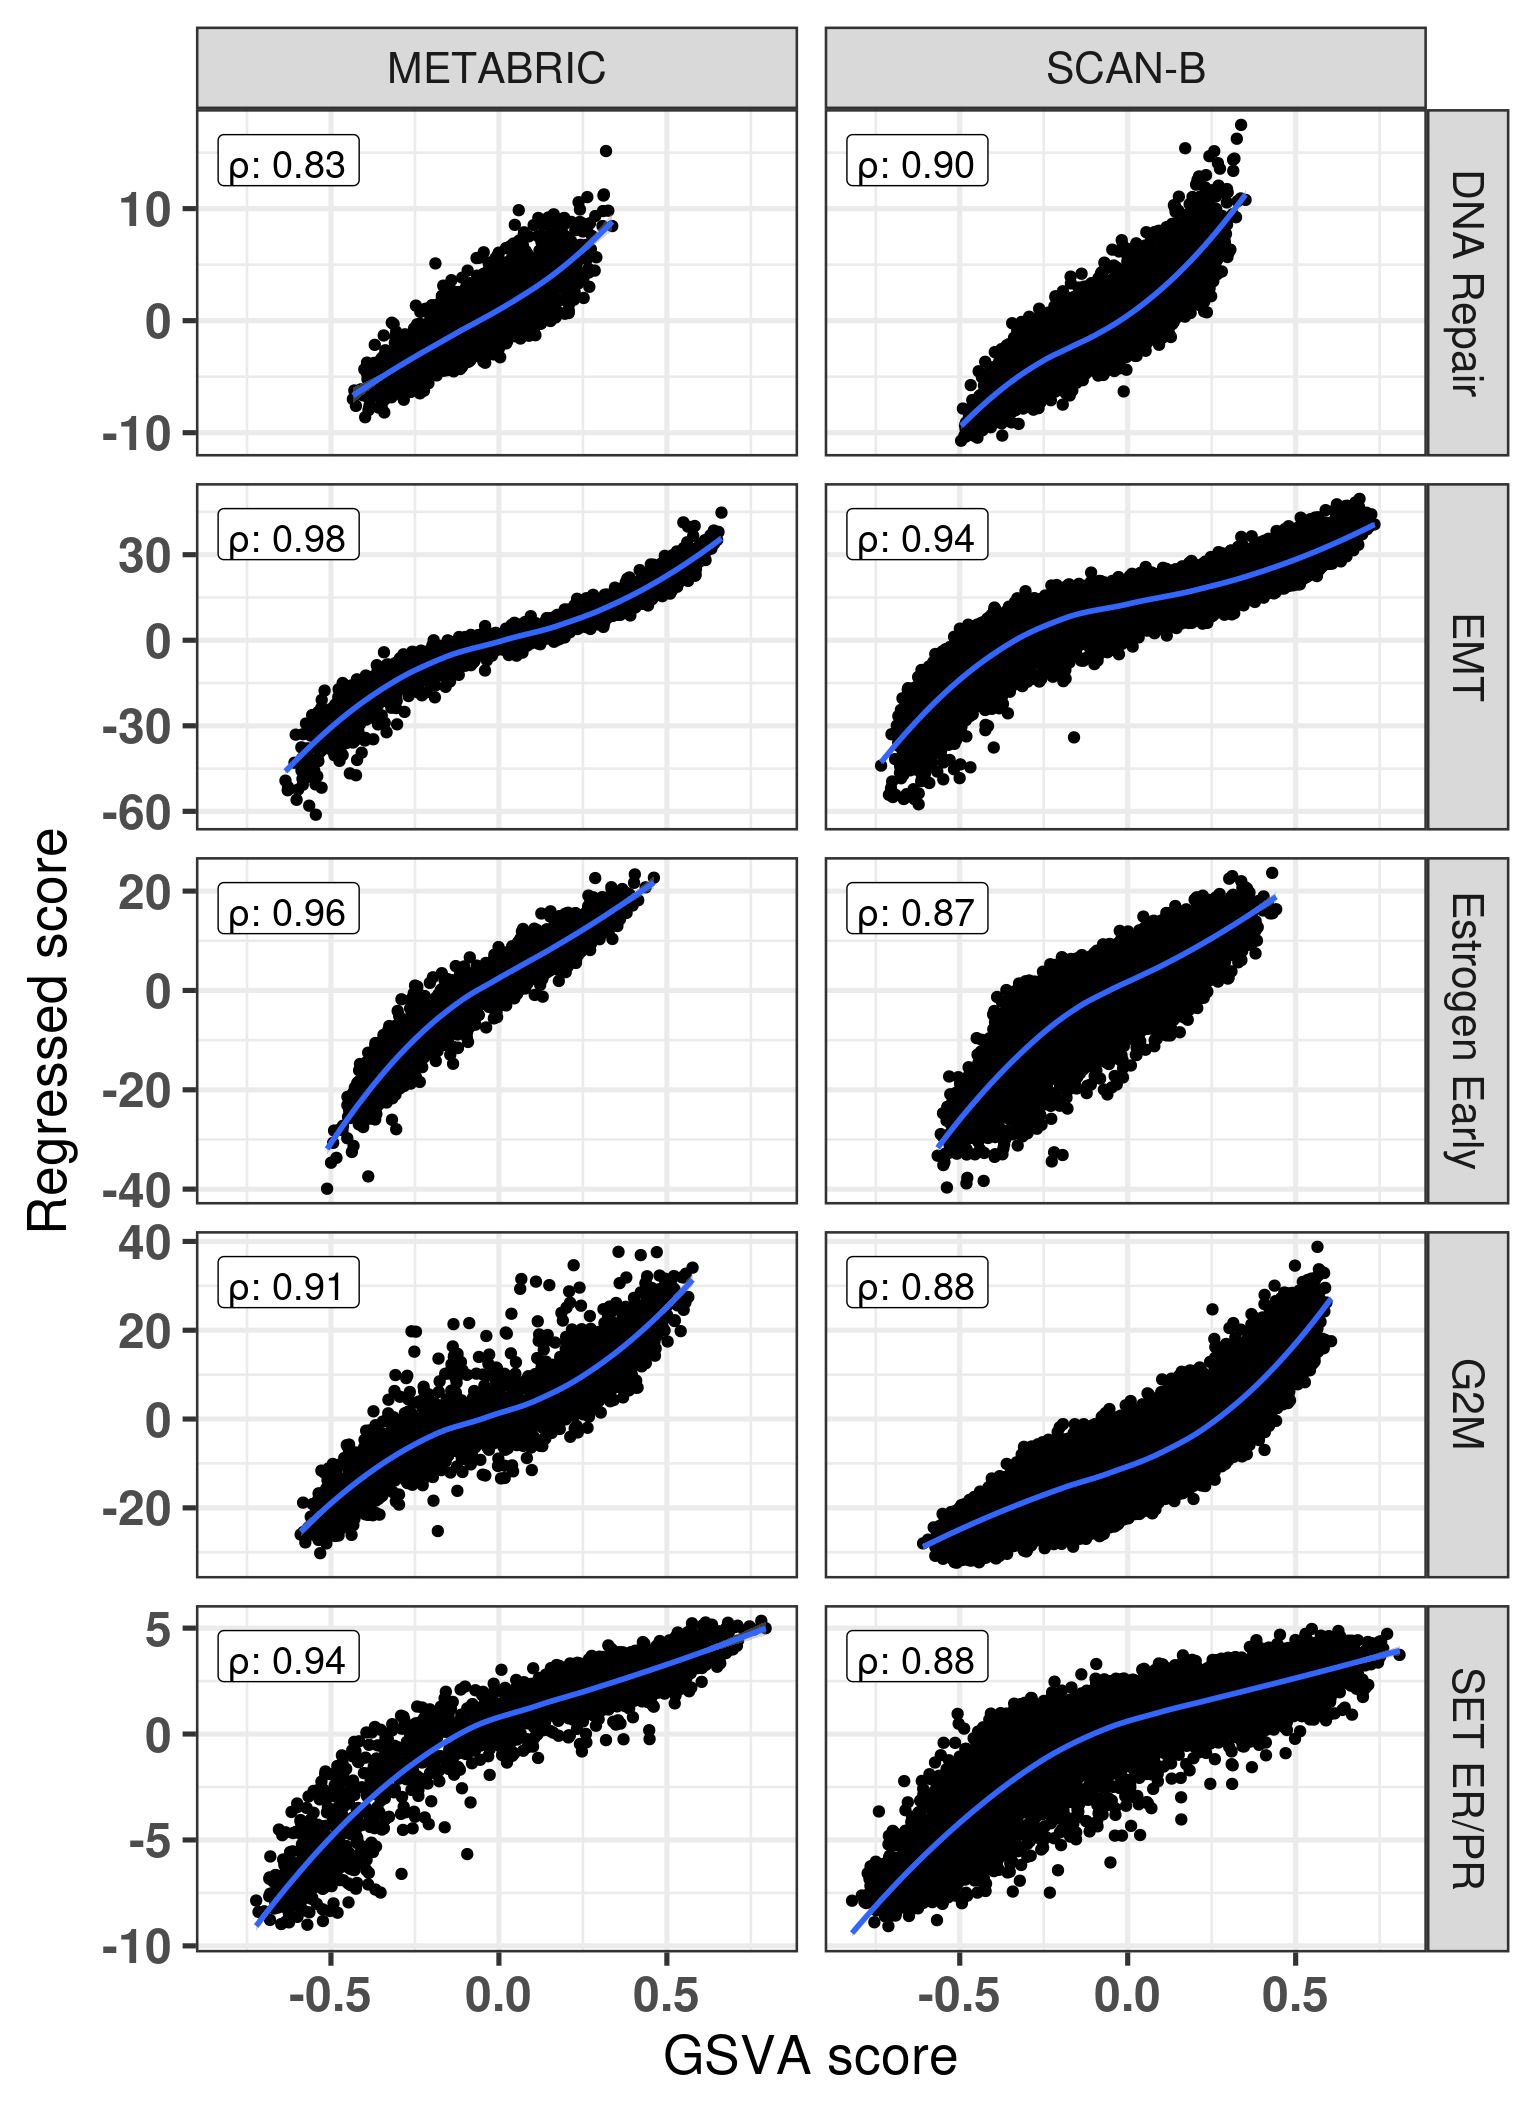 METABRIC SCAN-B
ρ: 0.83 ρ: 0.90
10
0
-10
DNA Repair
ρ: 0.98 ρ: 0.94
30
0
-30
-60
EMT
ρ: 0.96 ρ: 0.87
20
0
-20
-40
Estrogen Early
ρ: 0.91 ρ: 0.88
40
20
0
-20
G2M
ρ: 0.94 ρ: 0.88
5
0
-5
-10
SET ER/PR
Regressed score
-0.5 0.0 0.5 -0.5 0.0 0.5
GSVA score